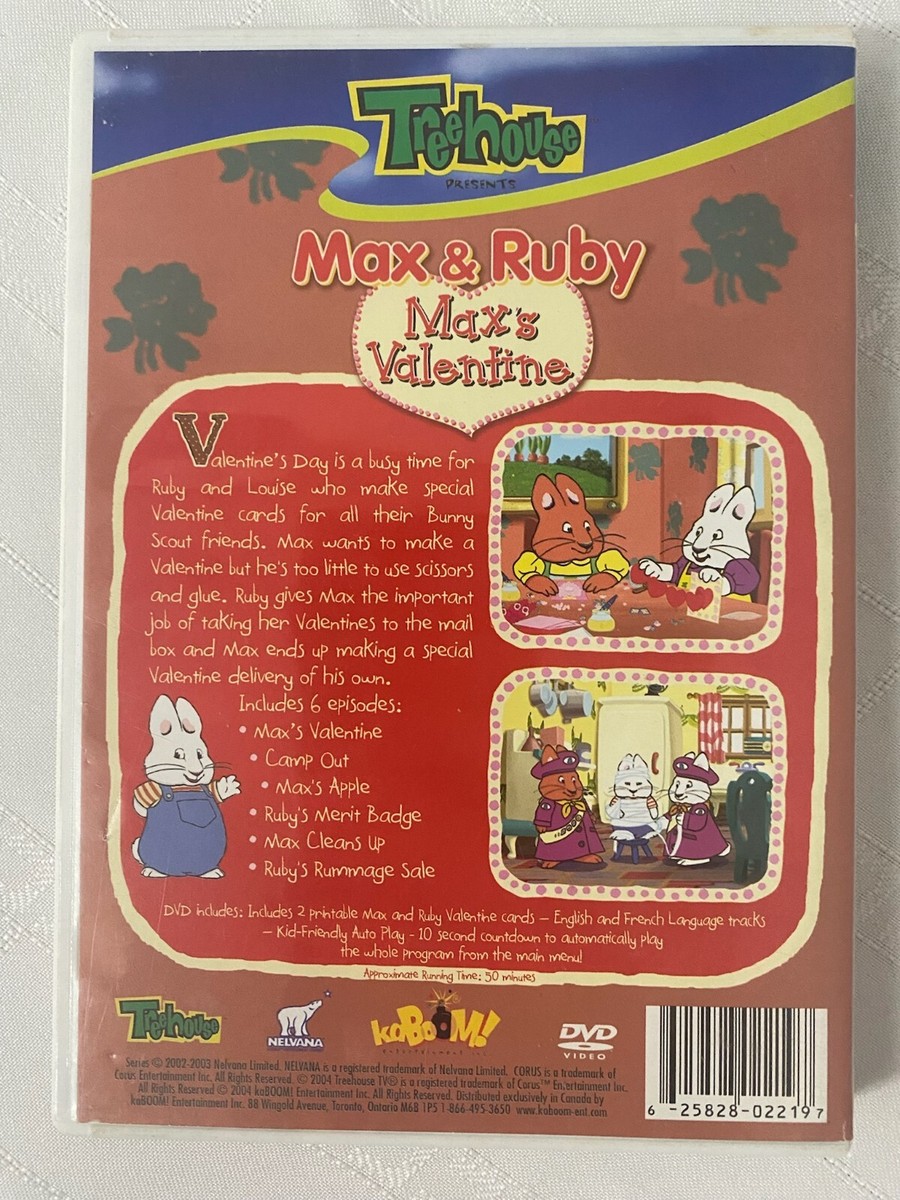 Treehouse
PRESENTS
Max & Ruby
Max's
Valentine
Valentine's Day is a busy time for
Ruby and Louise who make special
Valentine cards for all their Bunny
Scout friends. Max wants to make a
Valentine but he's too little to use scissors
and glue. Ruby gives Max the important
job of taking her Valentines to the mail
box and Max ends up making a special
Valentine delivery of his own.
Includes 6 episodes:
• Max's Valentine
• Camp Out
• Max's Apple
• Ruby's Merit Badge
• Max Cleans Up
• Ruby's Rummage Sale
DVD includes: Includes 2 printable Max and Ruby Valentine cards – English and French Language tracks
– Kid-Friendly Auto Play - 10 second countdown to automatically play
the whole program from the main menu!
Approximate Running Time: 50 minutes
Treehouse
NELVANA
kaBOOM!
Entertainment Inc.
DVD
VIDEO
Series © 2002-2003 Nelvana Limited. NELVANA is a registered trademark of Nelvana Limited. CORUS is a trademark of
Corus Entertainment Inc. All Rights Reserved. © 2004 Treehouse TV® is a registered trademark of Corus™ Entertainment Inc.
All Rights Reserved © 2004 kaBOOM! Entertainment Inc. All Rights Reserved. Distributed exclusively in Canada by
kaBOOM! Entertainment Inc. 88 Wingold Avenue, Toronto, Ontario M6B 1P5 1-866-495-3650 www.kaboom-ent.com
6 -25828-02219 7